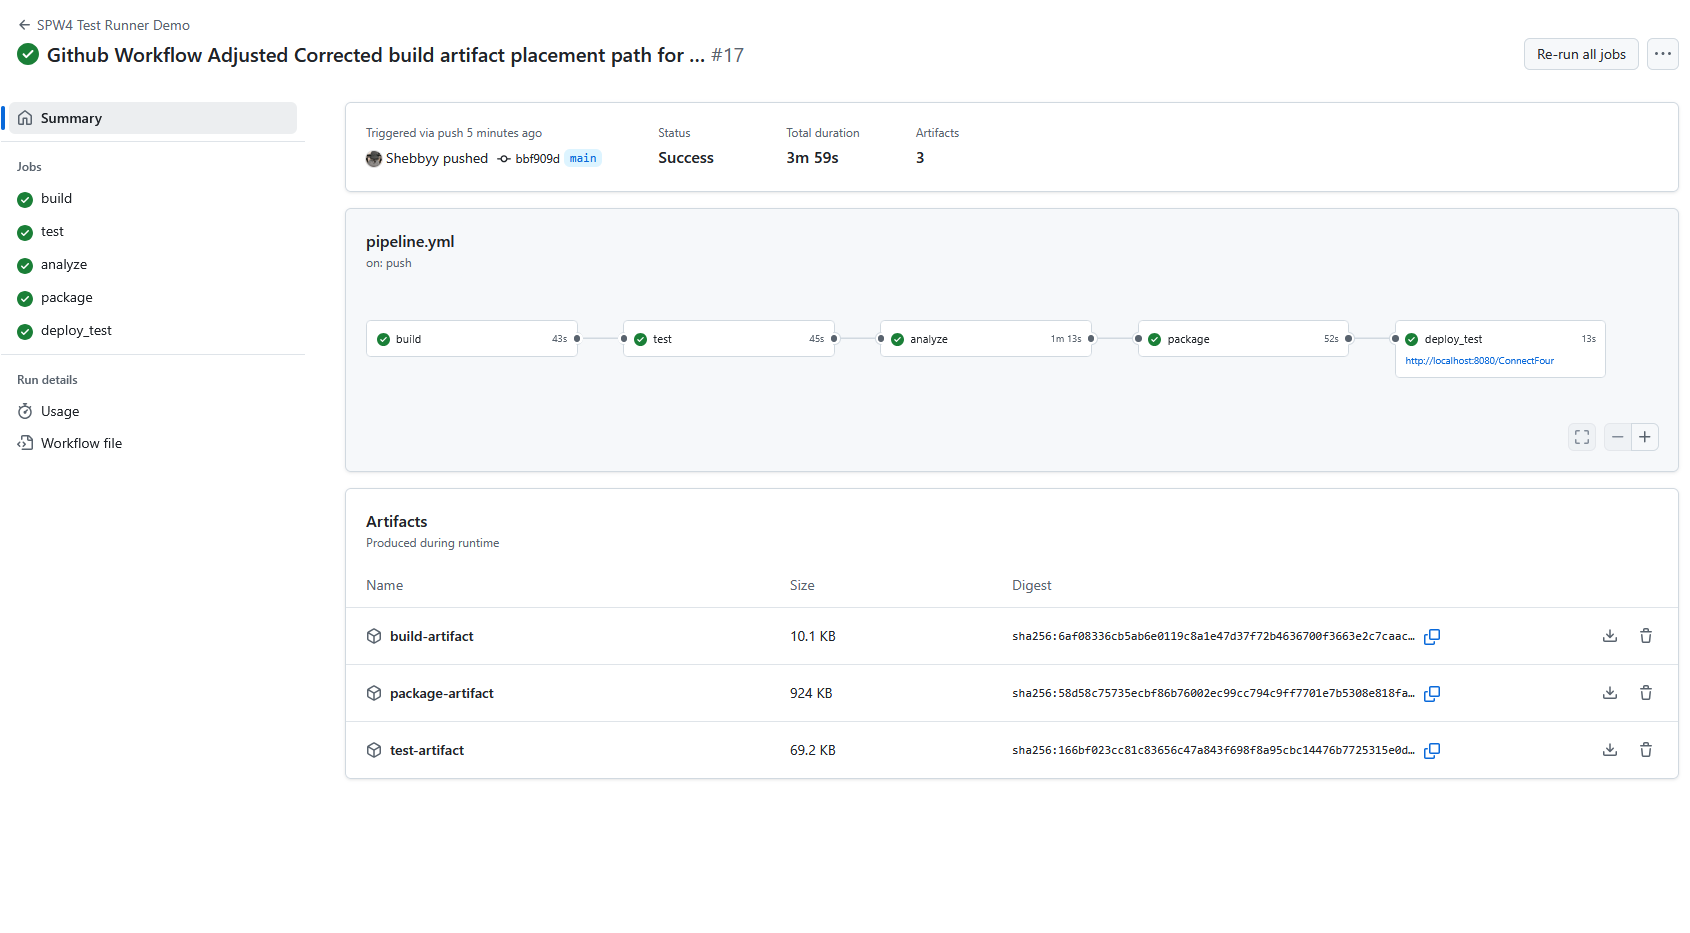 SPW4 Test Runner Demo
Github Workflow Adjusted Corrected build artifact placement path for ... #17
Re-run all jobs
Summary
Jobs
build
test
analyze
package
deploy_test
Run details
Usage
Workflow file
Triggered via push 5 minutes ago
Shebbyy pushed bbf909d main
Status
Success
Total duration
3m 59s
Artifacts
3
pipeline.yml
on: push
build 43s
test 45s
analyze 1m 13s
package 52s
deploy_test 13s
http://localhost:8080/ConnectFour
Artifacts
Produced during runtime
Name Size Digest
build-artifact 10.1 KB sha256:6af08336cb5ab6e0119c8a1e47d37f72b4636700f3663e2c7caac…
package-artifact 924 KB sha256:58d58c75735ecbf86b76002ec99cc794c9ff7701e7b5308e818fa…
test-artifact 69.2 KB sha256:166bf023cc81c83656c47a843f698f8a95cbc14476b7725315e0d…